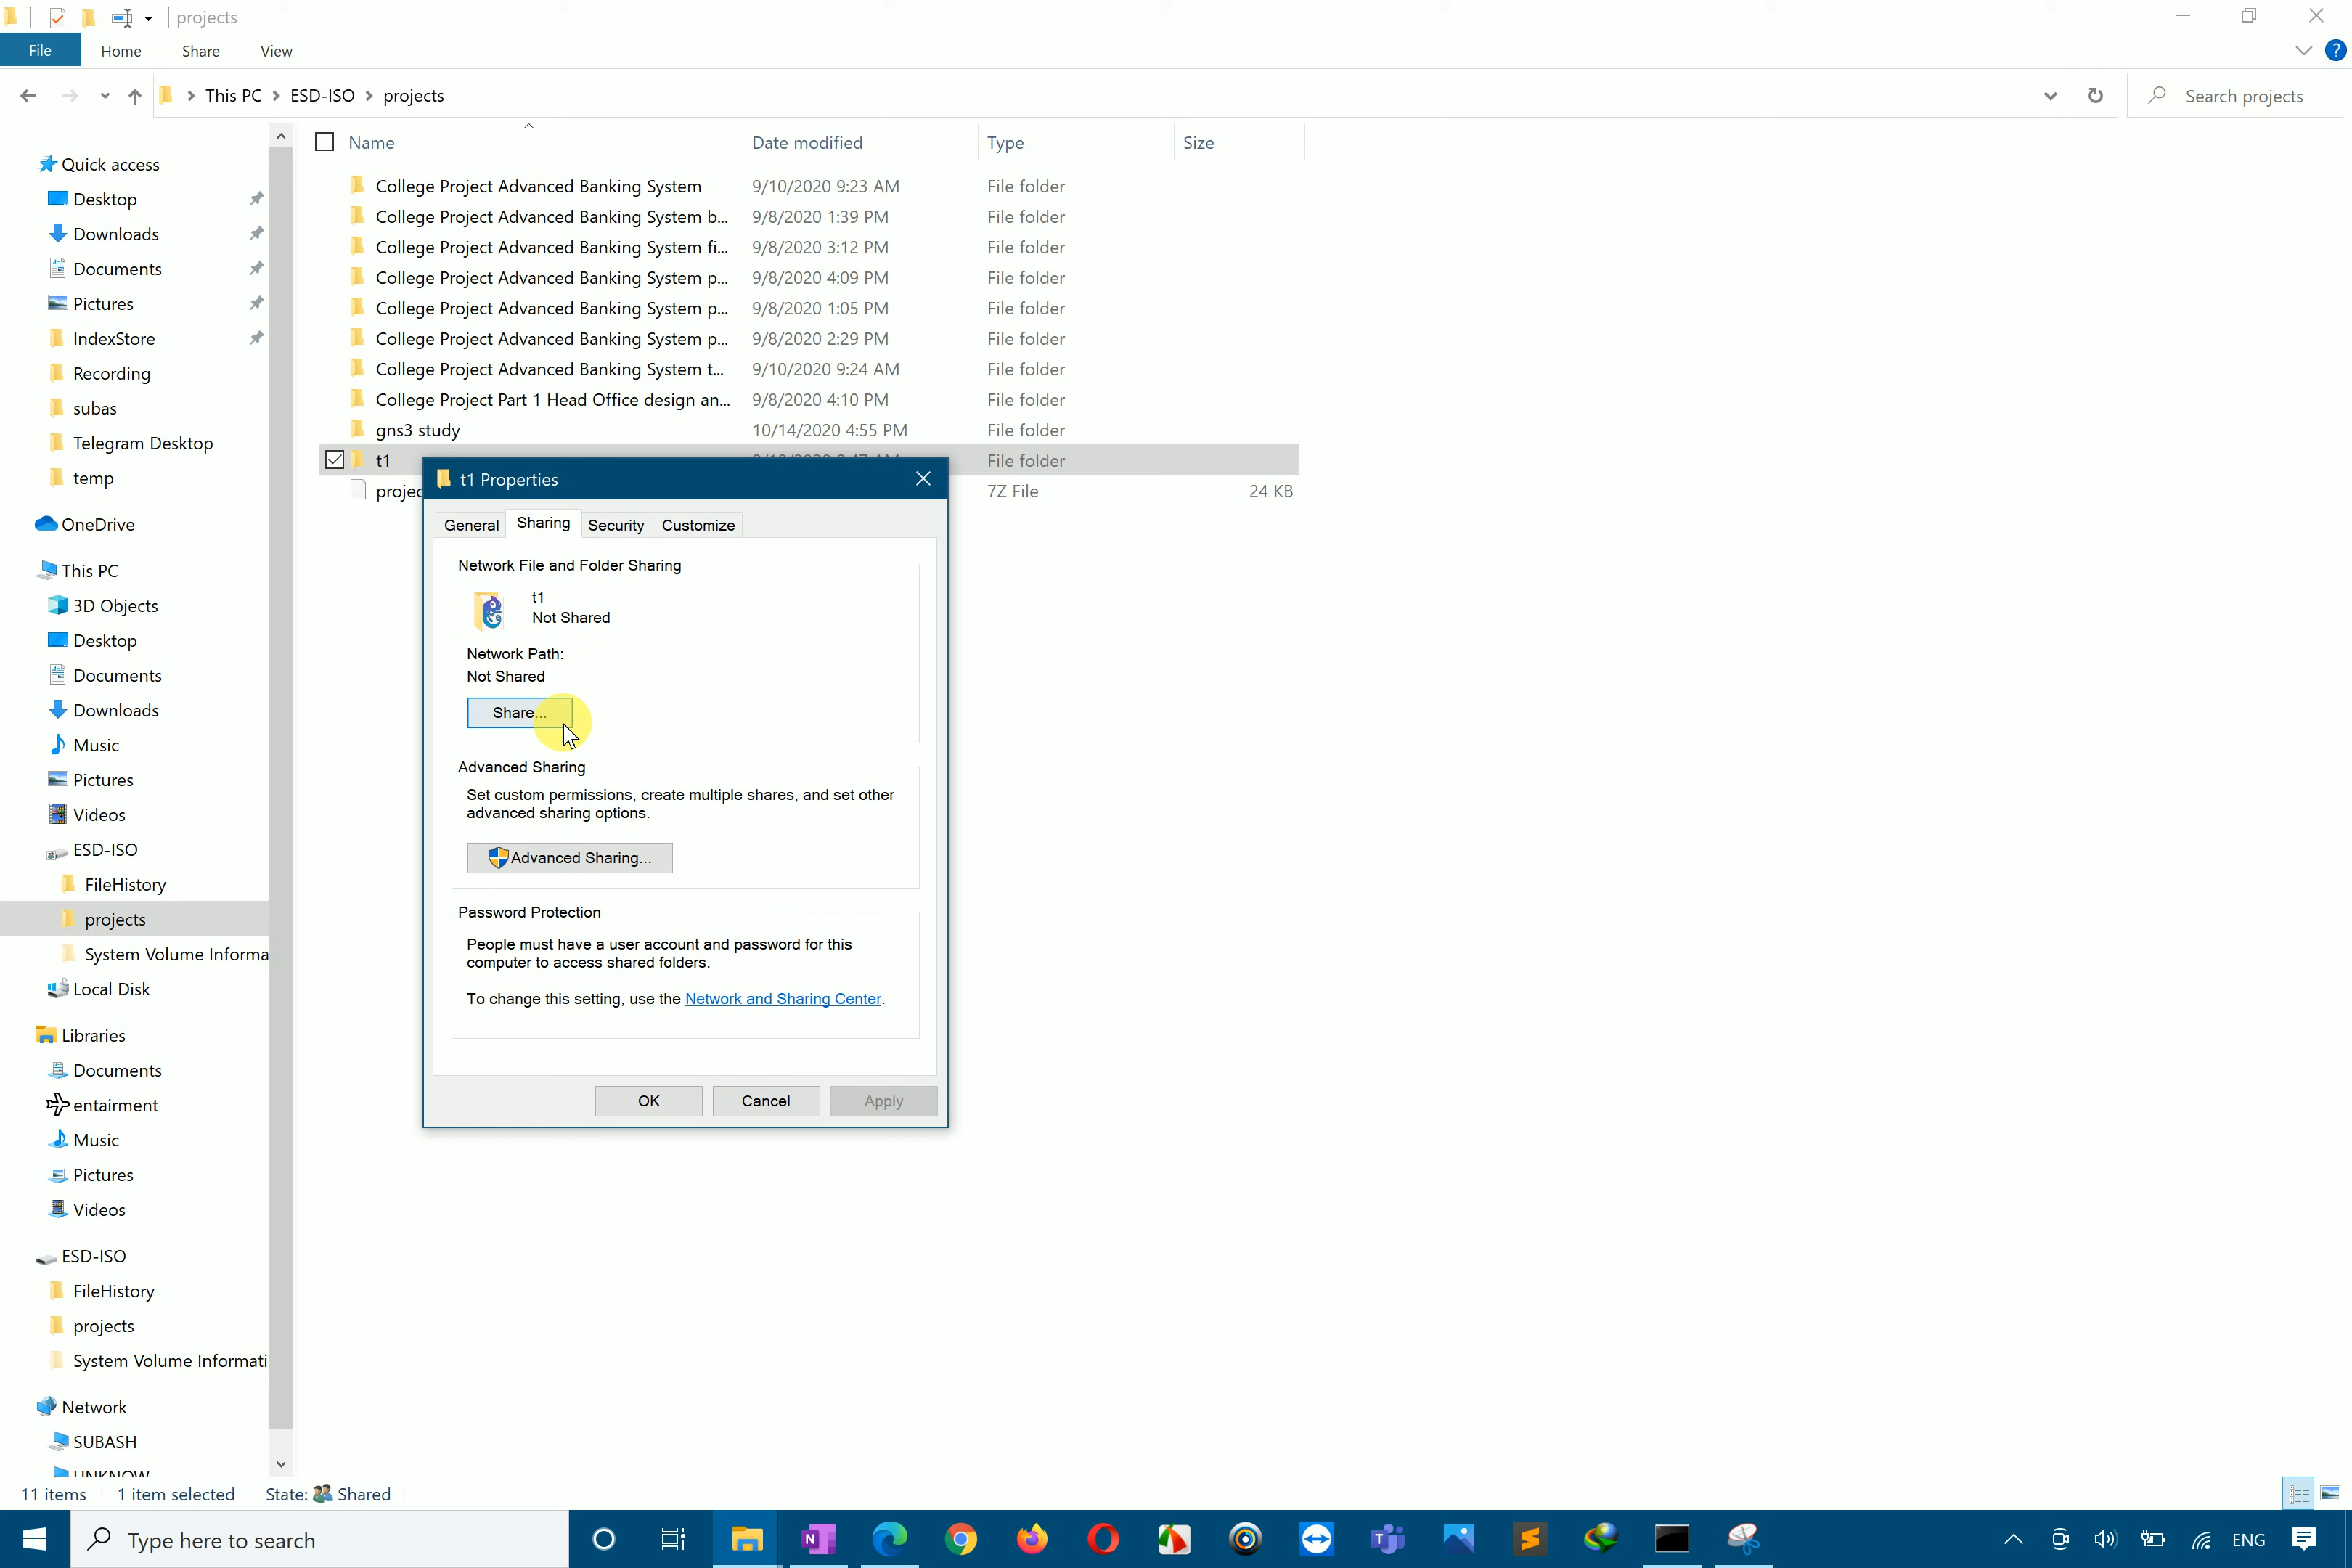 projects
File Home Share View
This PC ESD-ISO projects
Search projects
Name Date modified Type Size
Quick access
Desktop
Downloads
Documents
Pictures
IndexStore
Recording
subas
Telegram Desktop
temp
OneDrive
This PC
3D Objects
Desktop
Documents
Downloads
Music
Pictures
Videos
ESD-ISO
FileHistory
projects
System Volume Informa
Local Disk
Libraries
Documents
entairment
Music
Pictures
Videos
ESD-ISO
FileHistory
projects
System Volume Informati
Network
SUBASH
College Project Advanced Banking System 9/10/2020 9:23 AM File folder
College Project Advanced Banking System b... 9/8/2020 1:39 PM File folder
College Project Advanced Banking System fi... 9/8/2020 3:12 PM File folder
College Project Advanced Banking System p... 9/8/2020 4:09 PM File folder
College Project Advanced Banking System p... 9/8/2020 1:05 PM File folder
College Project Advanced Banking System p... 9/8/2020 2:29 PM File folder
College Project Advanced Banking System t... 9/10/2020 9:24 AM File folder
College Project Part 1 Head Office design an... 9/8/2020 4:10 PM File folder
gns3 study 10/14/2020 4:55 PM File folder
t1 File folder
projec 7Z File 24 KB
t1 Properties
General Sharing Security Customize
Network File and Folder Sharing
t1
Not Shared
Network Path:
Not Shared
Share...
Advanced Sharing
Set custom permissions, create multiple shares, and set other
advanced sharing options.
Advanced Sharing...
Password Protection
People must have a user account and password for this
computer to access shared folders.
To change this setting, use the Network and Sharing Center.
OK Cancel Apply
11 items 1 item selected State: Shared
Type here to search
ENG